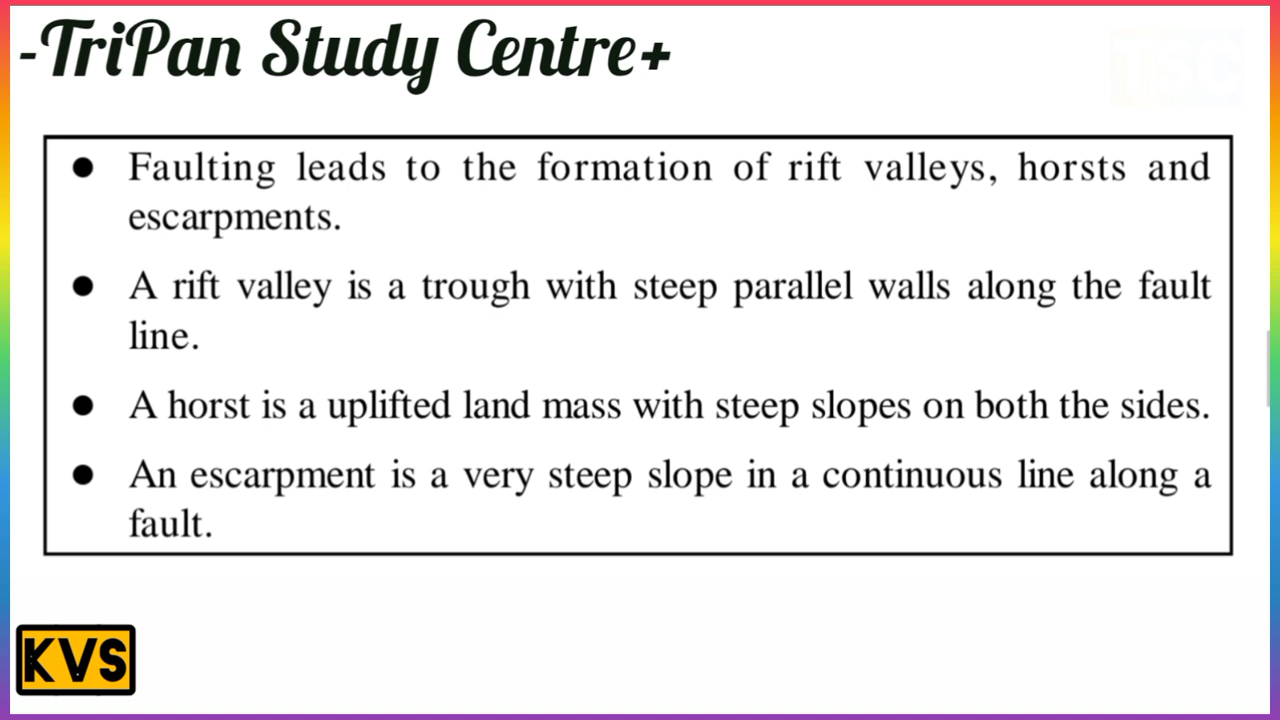 -TriPan Study Centre+
TSC
● Faulting leads to the formation of rift valleys, horsts and
escarpments.
● A rift valley is a trough with steep parallel walls along the fault
line.
● A horst is a uplifted land mass with steep slopes on both the sides.
● An escarpment is a very steep slope in a continuous line along a
fault.
KVS